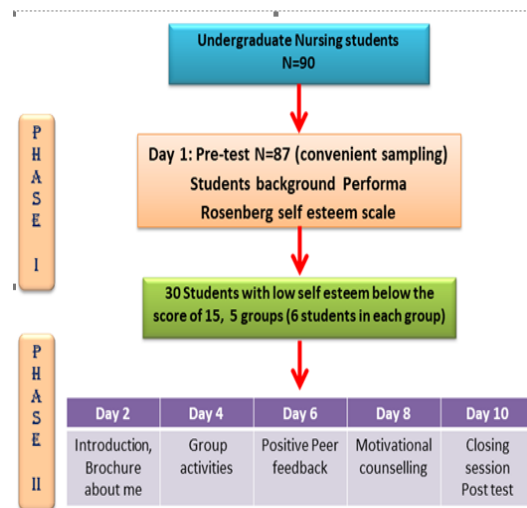 Undergraduate Nursing students
N=90
PHASE I
Day 1: Pre-test N=87 (convenient sampling)
Students background Performa
Rosenberg self esteem scale
30 Students with low self esteem below the
score of 15, 5 groups (6 students in each group)
PHASE II
Day 2 Day 4 Day 6 Day 8 Day 10
Introduction, Brochure about me
Group activities
Positive Peer feedback
Motivational counselling
Closing session Post test